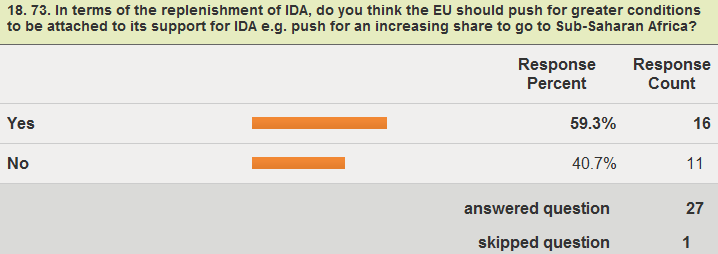 18. 73. In terms of the replenishment of IDA, do you think the EU should push for greater conditions
to be attached to its support for IDA e.g. push for an increasing share to go to Sub-Saharan Africa?
Response Percent Response Count
Yes 59.3% 16
No 40.7% 11
answered question 27
skipped question 1